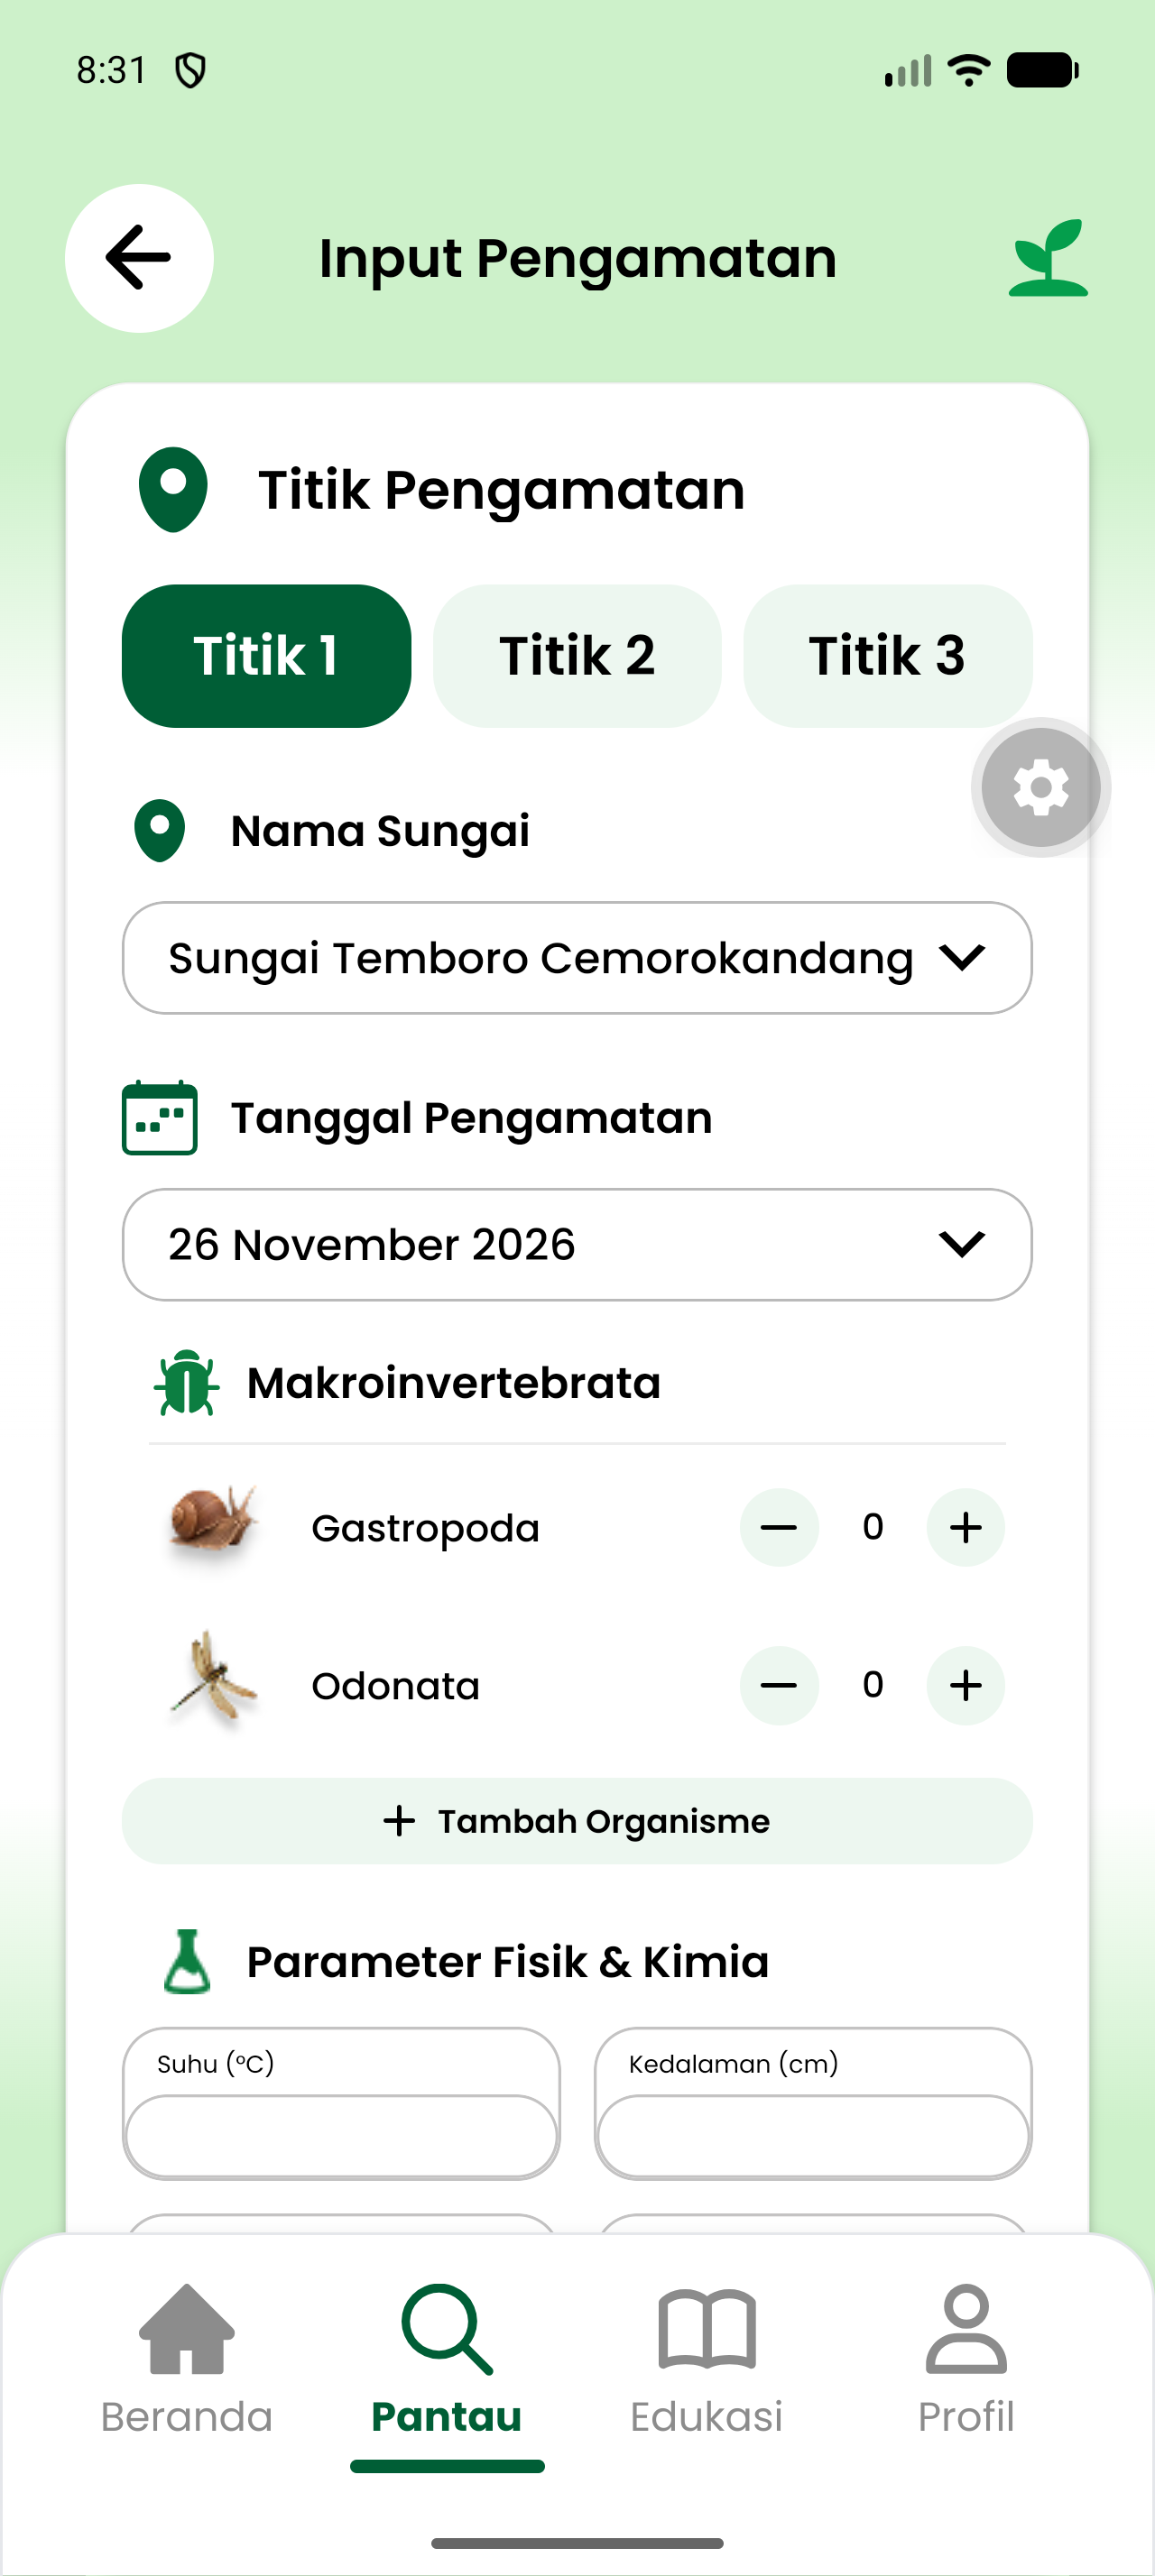 8:31
Input Pengamatan
Titik Pengamatan
Titik 1
Titik 2
Titik 3
Nama Sungai
Sungai Temboro Cemorokandang
Tanggal Pengamatan
26 November 2026
Makroinvertebrata
Gastropoda
0
Odonata
0
Tambah Organisme
Parameter Fisik & Kimia
Suhu (°C)
Kedalaman (cm)
Beranda
Pantau
Edukasi
Profil